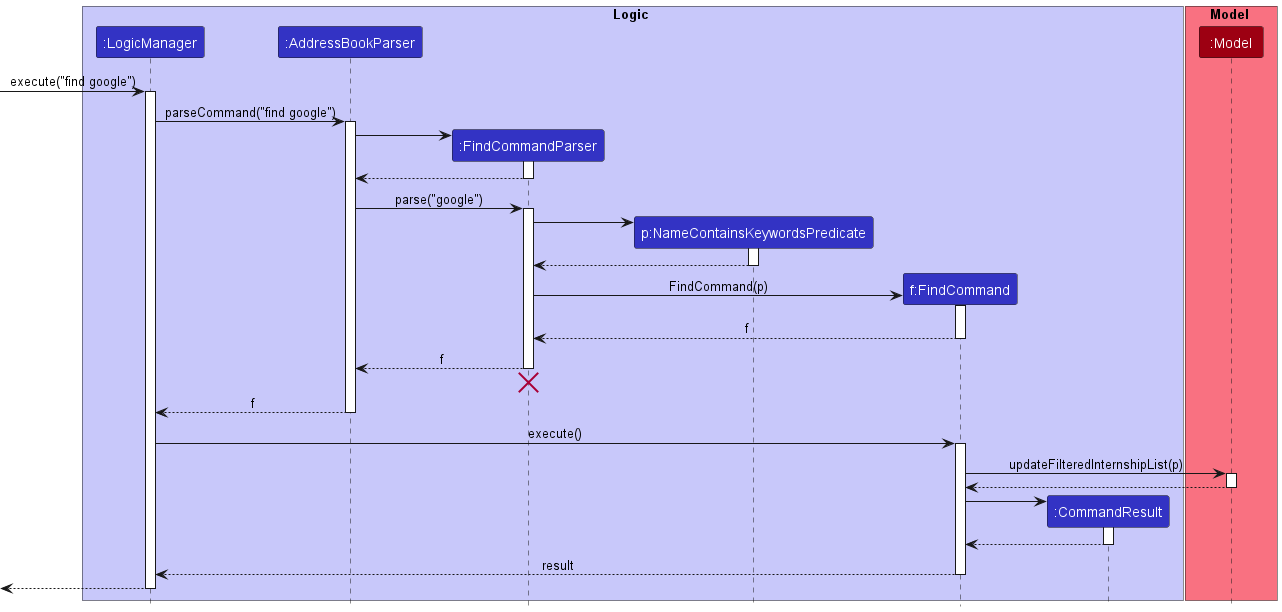 Logic
Model
:LogicManager
:AddressBookParser
:Model
execute("find google")
parseCommand("find google")
:FindCommandParser
parse("google")
p:NameContainsKeywordsPredicate
FindCommand(p)
f:FindCommand
f
f
f
execute()
updateFilteredInternshipList(p)
:CommandResult
result